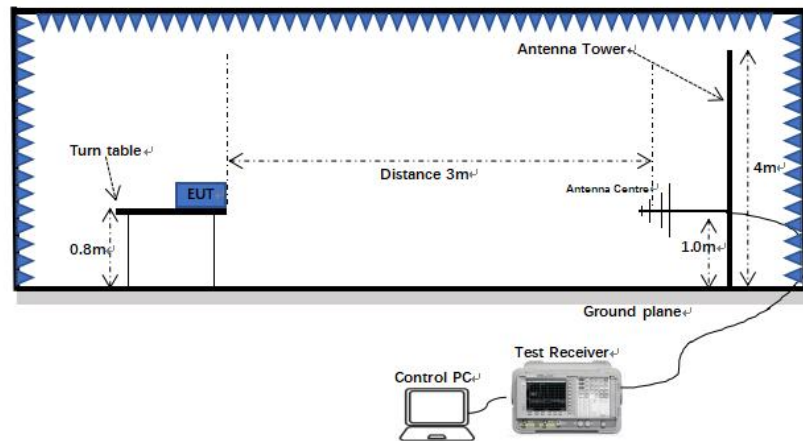 Antenna Tower
Turn table
EUT
Distance 3m
Antenna Centre
4m
0.8m
1.0m
Ground plane
Test Receiver
Control PC